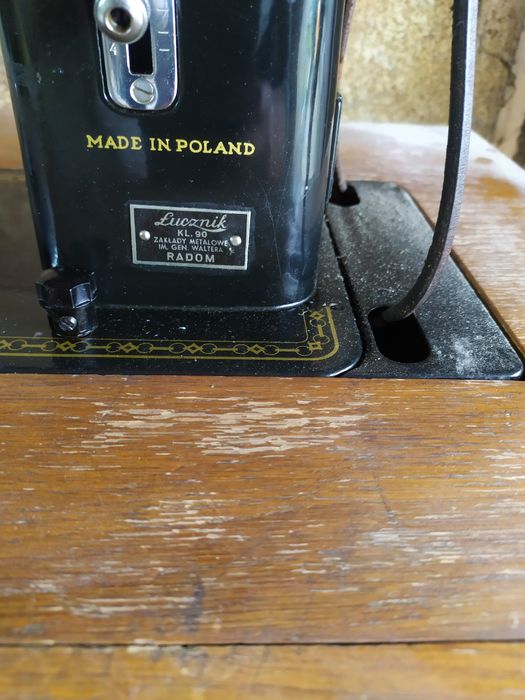 4
MADE IN POLAND
Łucznik
KL. 90
ZAKŁADY METALOWE
IM. GEN. WALTERA
RADOM